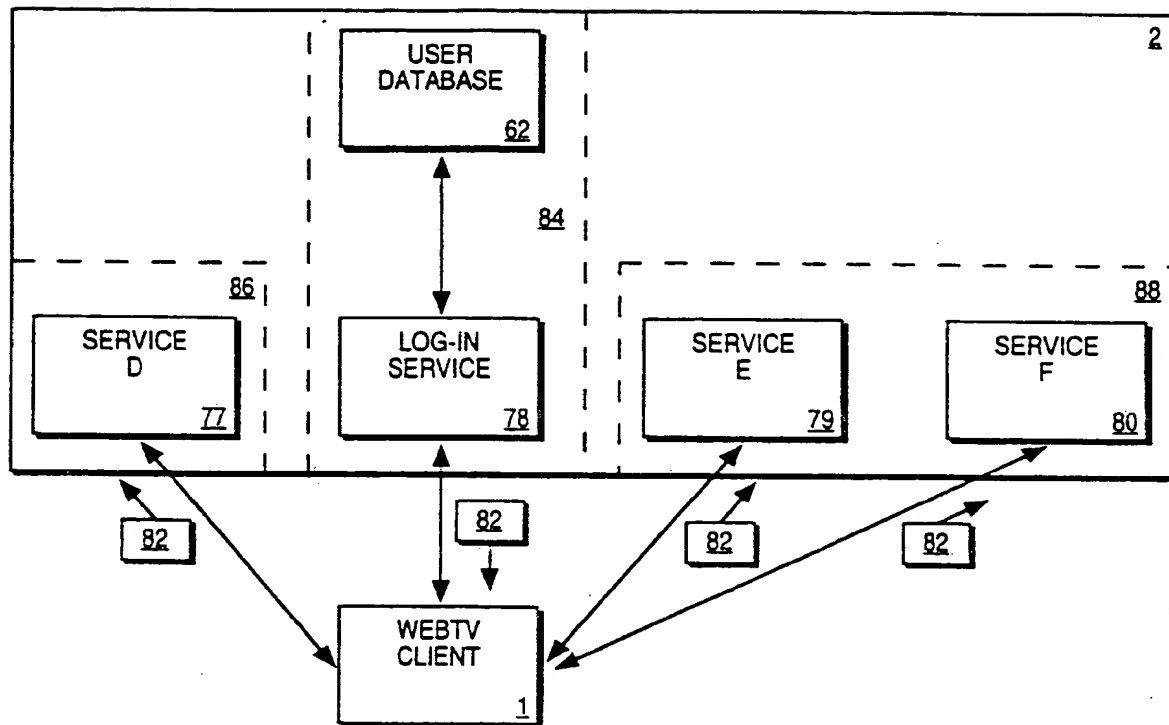 2
USER
DATABASE
62
84
86
88
SERVICE
D
77
LOG-IN
SERVICE
78
SERVICE
E
79
SERVICE
F
80
82
82
82
82
WEBTV
CLIENT
1